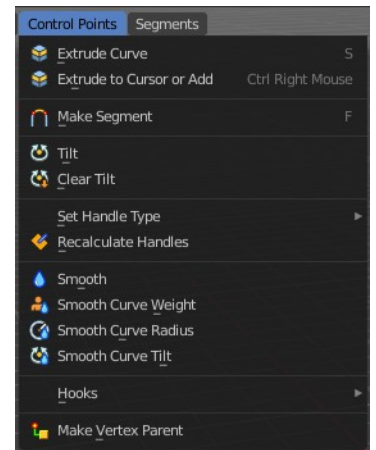 Control Points Segments
Extrude Curve S
Extrude to Cursor or Add Ctrl Right Mouse
Make Segment F
Tilt
Clear Tilt
Set Handle Type
Recalculate Handles
Smooth
Smooth Curve Weight
Smooth Curve Radius
Smooth Curve Tilt
Hooks
Make Vertex Parent